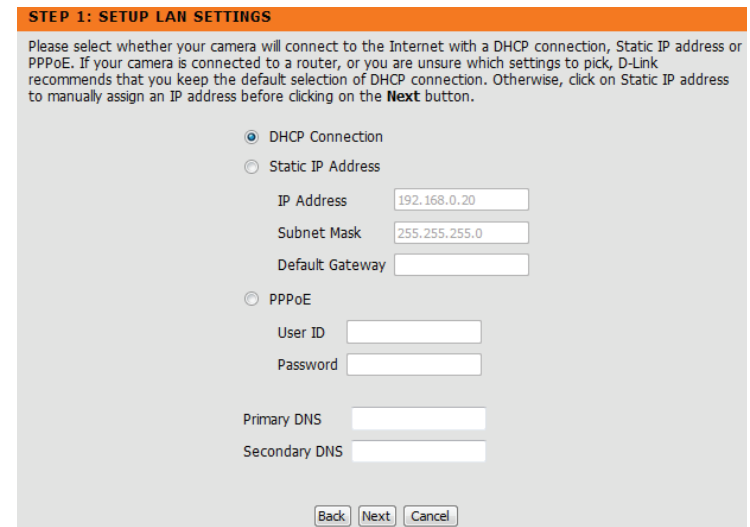 STEP 1: SETUP LAN SETTINGS
Please select whether your camera will connect to the Internet with a DHCP connection, Static IP address or
PPPoE. If your camera is connected to a router, or you are unsure which settings to pick, D-Link
recommends that you keep the default selection of DHCP connection. Otherwise, click on Static IP address
to manually assign an IP address before clicking on the Next button.
DHCP Connection
Static IP Address
IP Address 192.168.0.20
Subnet Mask 255.255.255.0
Default Gateway
PPPoE
User ID
Password
Primary DNS
Secondary DNS
Back Next Cancel